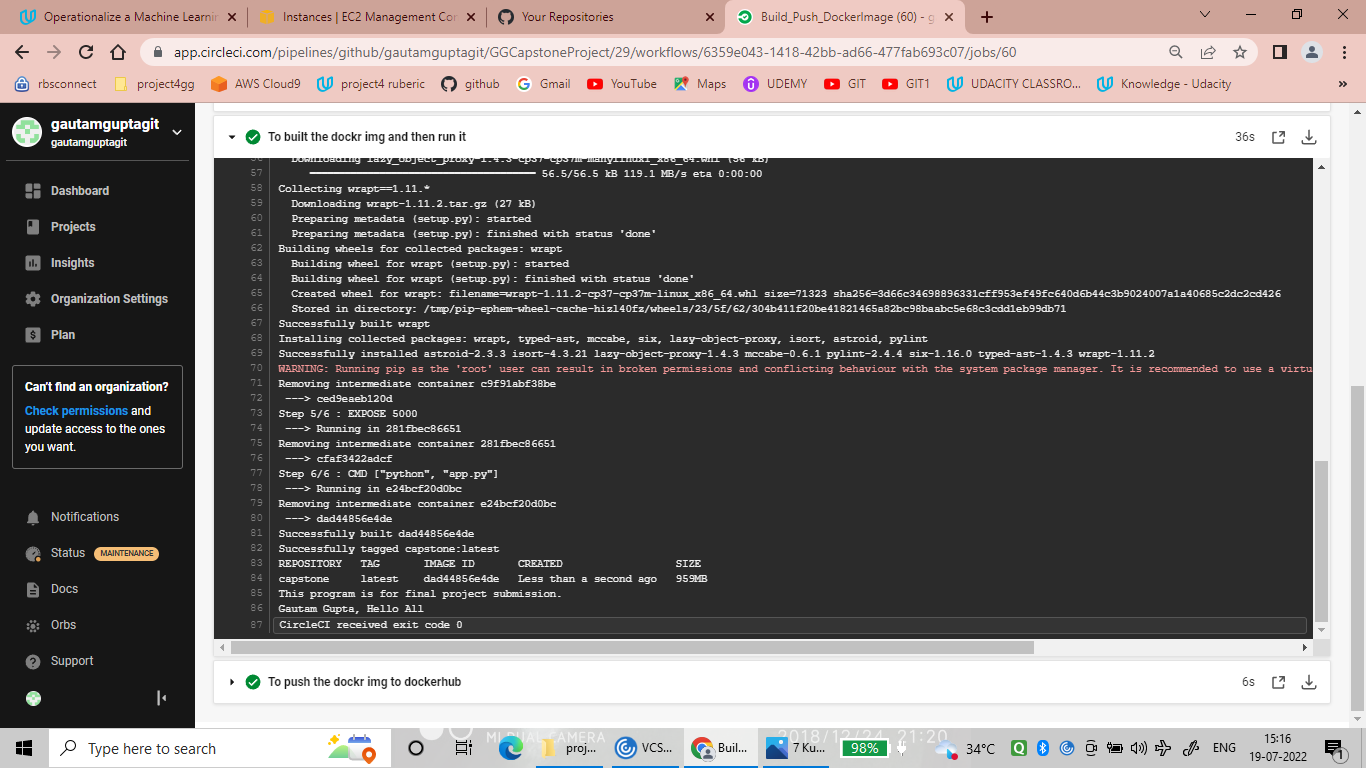 Operationalize a Machine Learnin
Instances | EC2 Management Con
Your Repositories
Build_Push_DockerImage (60) - g
app.circleci.com/pipelines/github/gautamguptagit/GGCapstoneProject/29/workflows/6359e043-1418-42bb-ad66-477fab693c07/jobs/60
rbsconnect
project4gg
AWS Cloud9
project4 ruberic
github
Gmail
YouTube
Maps
UDEMY
GIT
GIT1
UDACITY CLASSRO...
Knowledge - Udacity
gautamguptagit
gautamguptagit
Dashboard
Projects
Insights
Organization Settings
Plan
Can't find an organization?
Check permissions and
update access to the ones
you want.
Notifications
Status MAINTENANCE
Docs
Orbs
Support
To built the dockr img and then run it
36s
56 Downloading lazy_object_proxy-1.4.3-cp37-cp37m-manylinux1_x86_64.whl (56 kB)
57 56.5/56.5 kB 119.1 MB/s eta 0:00:00
58 Collecting wrapt==1.11.*
59 Downloading wrapt-1.11.2.tar.gz (27 kB)
60 Preparing metadata (setup.py): started
61 Preparing metadata (setup.py): finished with status 'done'
62 Building wheels for collected packages: wrapt
63 Building wheel for wrapt (setup.py): started
64 Building wheel for wrapt (setup.py): finished with status 'done'
65 Created wheel for wrapt: filename=wrapt-1.11.2-cp37-cp37m-linux_x86_64.whl size=71323 sha256=3d66c34698896331cff953ef49fc640d6b44c3b9024007a1a40685c2dc2cd426
66 Stored in directory: /tmp/pip-ephem-wheel-cache-hizl40fz/wheels/23/5f/62/304b411f20be41821465a82bc98baabc5e68c3cdd1eb99db71
67 Successfully built wrapt
68 Installing collected packages: wrapt, typed-ast, mccabe, six, lazy-object-proxy, isort, astroid, pylint
69 Successfully installed astroid-2.3.3 isort-4.3.21 lazy-object-proxy-1.4.3 mccabe-0.6.1 pylint-2.4.4 six-1.16.0 typed-ast-1.4.3 wrapt-1.11.2
70 WARNING: Running pip as the 'root' user can result in broken permissions and conflicting behaviour with the system package manager. It is recommended to use a virtu
71 Removing intermediate container c9f91abf38be
72 ---> ced9eaeb120d
73 Step 5/6 : EXPOSE 5000
74 ---> Running in 281fbec86651
75 Removing intermediate container 281fbec86651
76 ---> cfaf3422adcf
77 Step 6/6 : CMD ["python", "app.py"]
78 ---> Running in e24bcf20d0bc
79 Removing intermediate container e24bcf20d0bc
80 ---> dad44856e4de
81 Successfully built dad44856e4de
82 Successfully tagged capstone:latest
83 REPOSITORY TAG IMAGE ID CREATED SIZE
84 capstone latest dad44856e4de Less than a second ago 959MB
85 This program is for final project submission.
86 Gautam Gupta, Hello All
87 CircleCI received exit code 0
To push the dockr img to dockerhub
6s
Type here to search
MI DUAL CAMERA
proj...
VCS...
Buil...
7 Ku...
2018/12/24 21:20
98%
34°C
ENG
15:16
19-07-2022
1